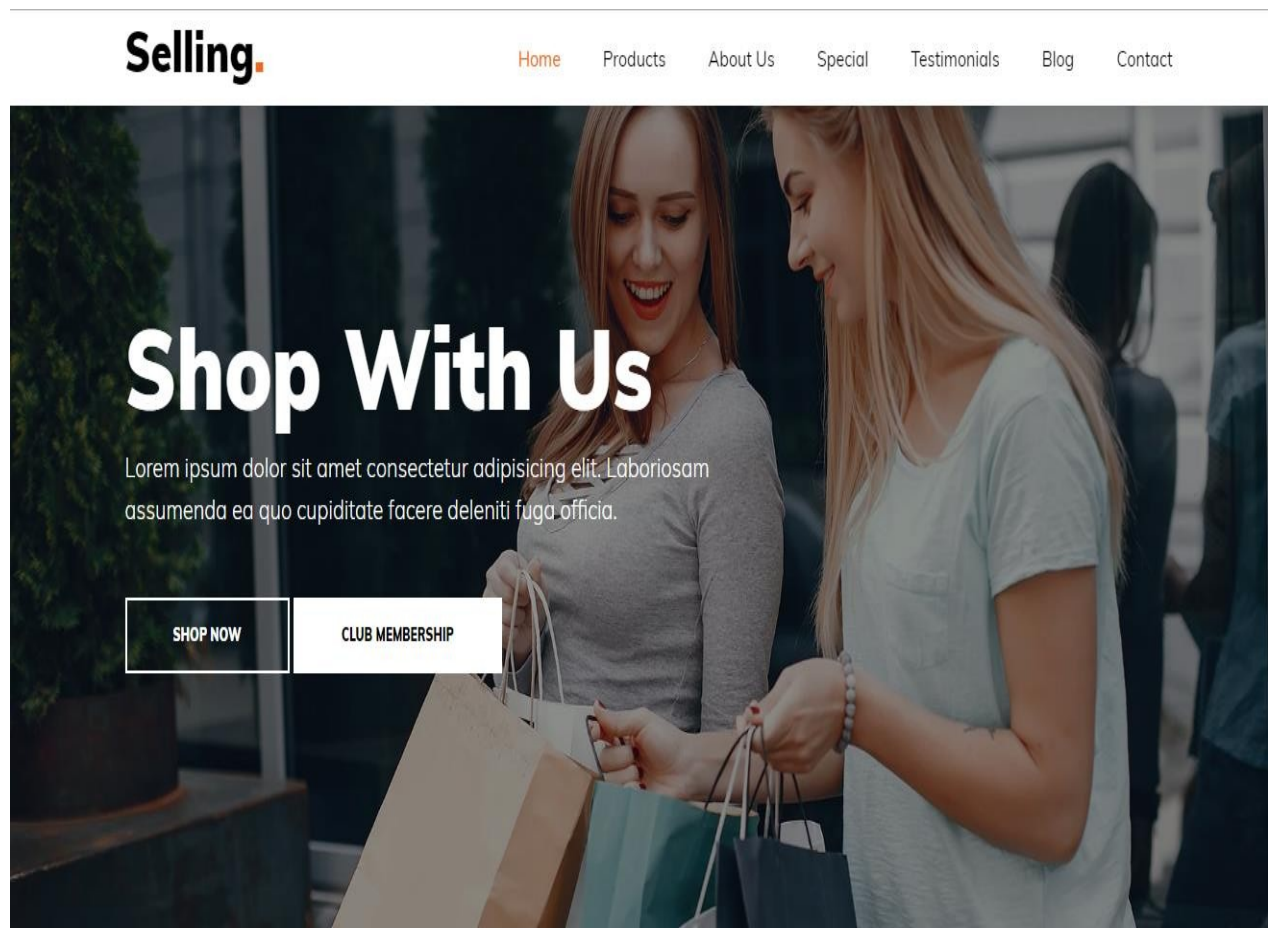 Selling.
Home Products About Us Special Testimonials Blog Contact
Shop With Us
Lorem ipsum dolor sit amet consectetur adipisicing elit. Laboriosam
assumenda ea quo cupiditate facere deleniti fuga officia.
SHOP NOW CLUB MEMBERSHIP